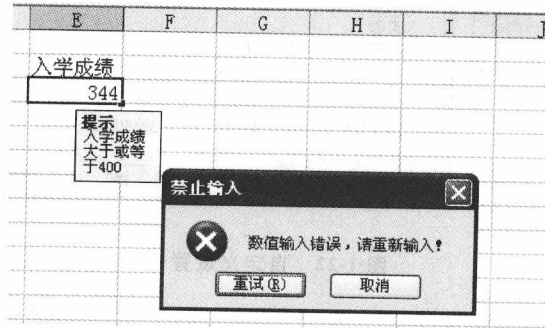 E F G H I J
入学成绩
344
提示
入学成绩
大于或等
于400
禁止输入
数值输入错误，请重新输入！
重试(R) 取消